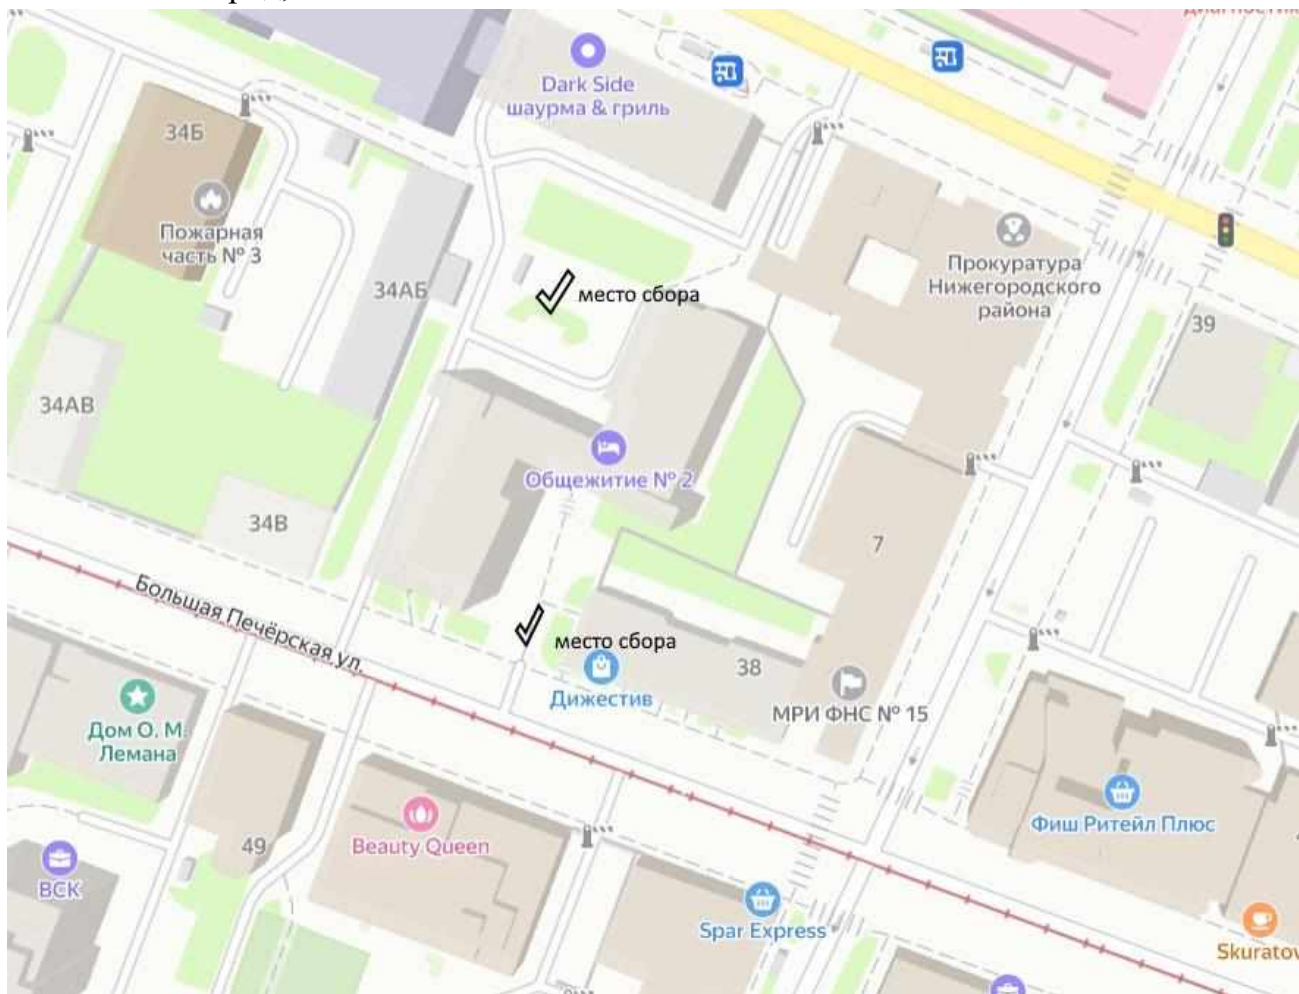 Dark Side
шаурма & гриль
34Б
Пожарная
часть № 3
Прокуратура
Нижегородского
района
34АБ
место сбора
39
34АВ
Общежитие № 2
34В
7
Большая Печёрская ул.
место сбора
38
Дижестив
МРИ ФНС № 15
Дом О. М.
Лемана
Фиш Ритейл Плюс
49
Beauty Queen
ВСК
Spar Express
Skuratov